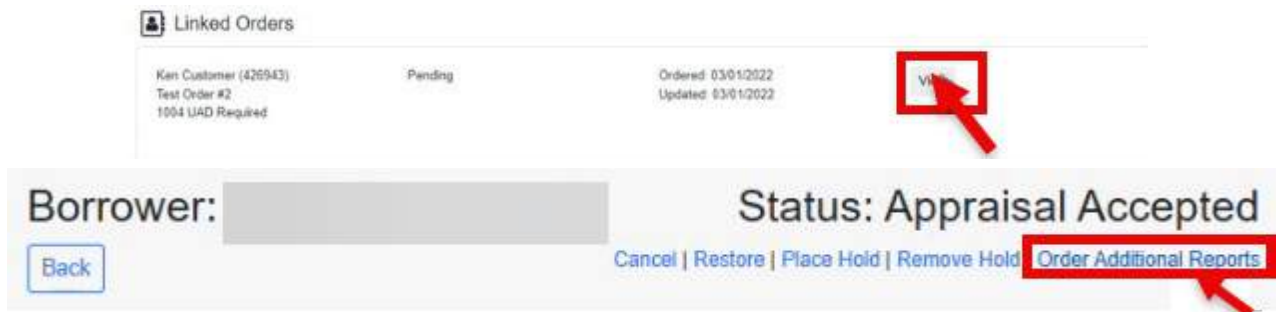 Linked Orders
Ken Customer (426943) Pending Ordered: 03/01/2022
Test Order #2 Updated: 03/01/2022
1004 UAD Required
Borrower: Status: Appraisal Accepted
Back Cancel | Restore | Place Hold | Remove Hold Order Additional Reports